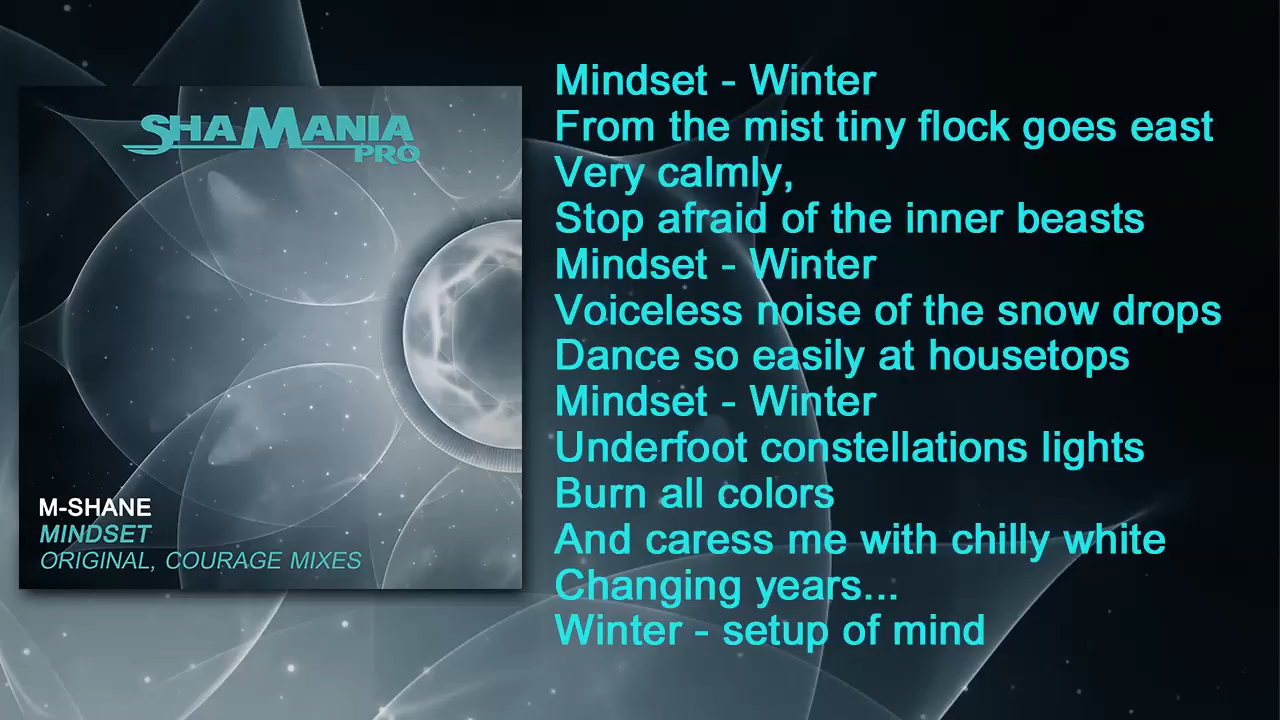 SHAMANIA
PRO
M-SHANE
MINDSET
ORIGINAL, COURAGE MIXES
Mindset - Winter
From the mist tiny flock goes east
Very calmly,
Stop afraid of the inner beasts
Mindset - Winter
Voiceless noise of the snow drops
Dance so easily at housetops
Mindset - Winter
Underfoot constellations lights
Burn all colors
And caress me with chilly white
Changing years...
Winter - setup of mind